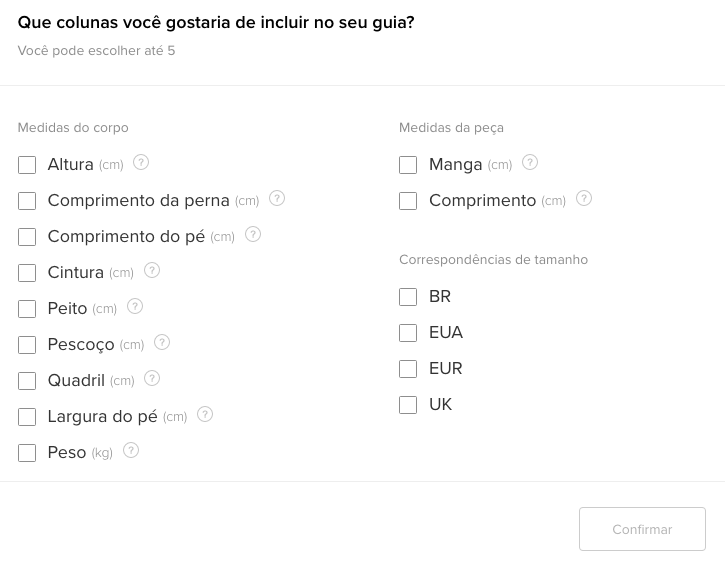 Que colunas você gostaria de incluir no seu guia?
Você pode escolher até 5
Medidas do corpo
Altura (cm) ?
Comprimento da perna (cm) ?
Comprimento do pé (cm) ?
Cintura (cm) ?
Peito (cm) ?
Pescoço (cm) ?
Quadril (cm) ?
Largura do pé (cm) ?
Peso (kg) ?
Medidas da peça
Manga (cm) ?
Comprimento (cm) ?
Correspondências de tamanho
BR
EUA
EUR
UK
Confirmar